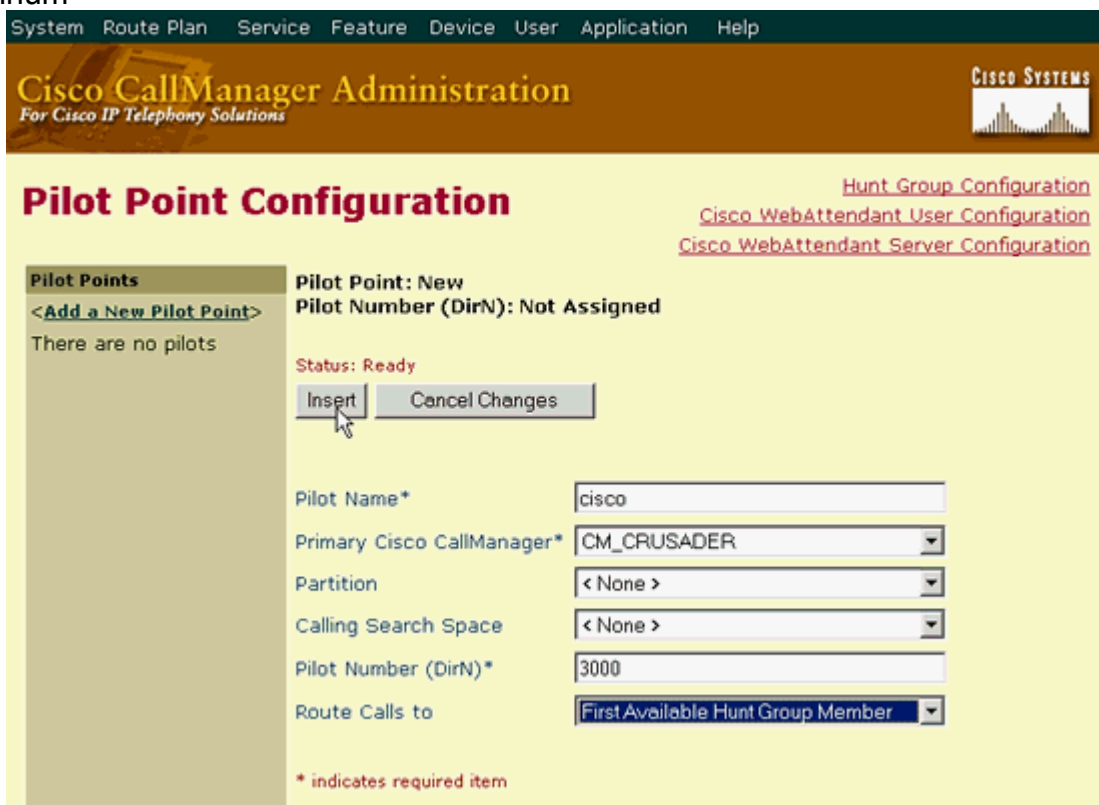 System Route Plan Service Feature Device User Application Help
Cisco CallManager Administration
For Cisco IP Telephony Solutions
CISCO SYSTEMS
Pilot Point Configuration
Hunt Group Configuration
Cisco WebAttendant User Configuration
Cisco WebAttendant Server Configuration
Pilot Points
<Add a New Pilot Point>
There are no pilots
Pilot Point: New
Pilot Number (DirN): Not Assigned
Status: Ready
Insert Cancel Changes
Pilot Name* cisco
Primary Cisco CallManager* CM_CRUSADER
Partition < None >
Calling Search Space < None >
Pilot Number (DirN)* 3000
Route Calls to First Available Hunt Group Member
* indicates required item